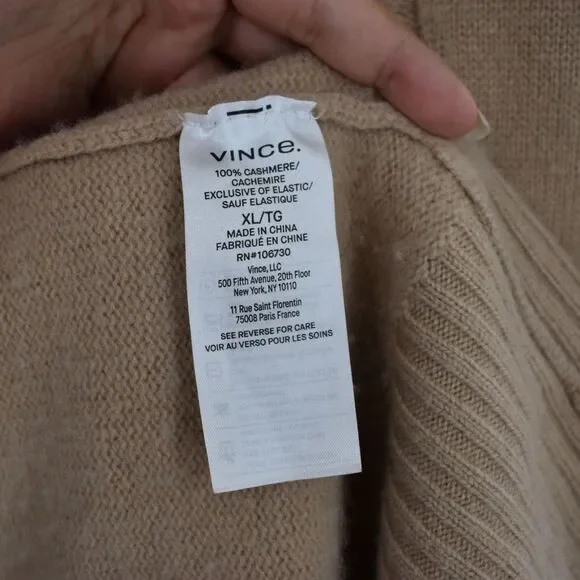 VINCE.
100% CASHMERE/
CACHEMIRE
EXCLUSIVE OF ELASTIC/
SAUF ELASTIQUE
XL/TG
MADE IN CHINA
FABRIQUÉ EN CHINE
RN#106730
Vince, LLC
500 Fifth Avenue, 20th Floor
New York, NY 10110
11 Rue Saint Florentin
75008 Paris France
SEE REVERSE FOR CARE
VOIR AU VERSO POUR LES SOINS